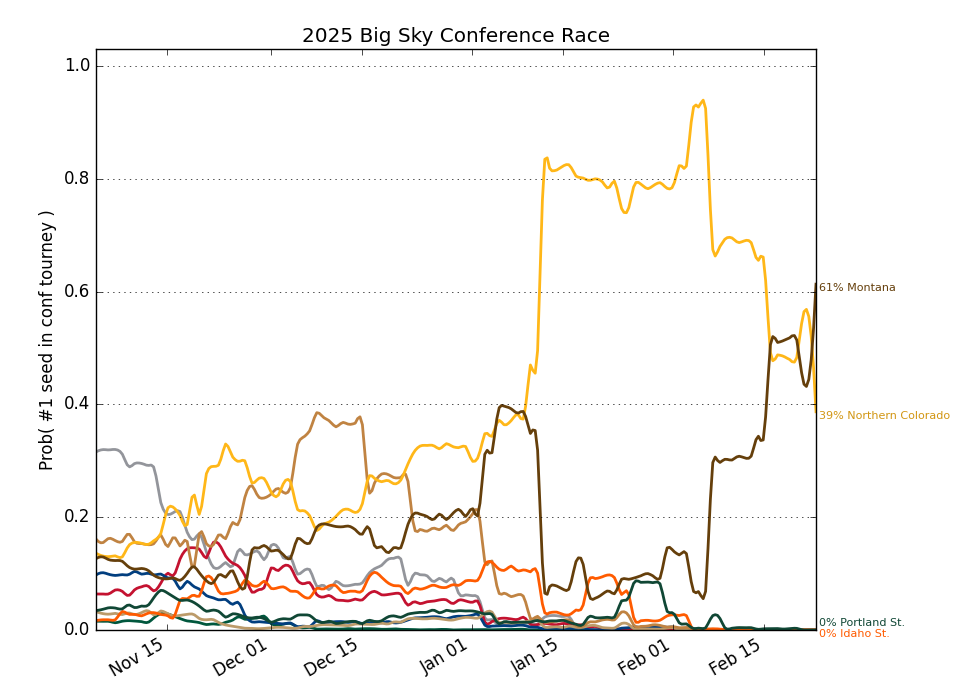 2025 Big Sky Conference Race
Prob( #1 seed in conf tourney )
1.0
0.8
0.6
0.4
0.2
0.0
61% Montana
39% Northern Colorado
0% Portland St.
0% Idaho St.
Nov 15
Dec 01
Dec 15
Jan 01
Jan 15
Feb 01
Feb 15